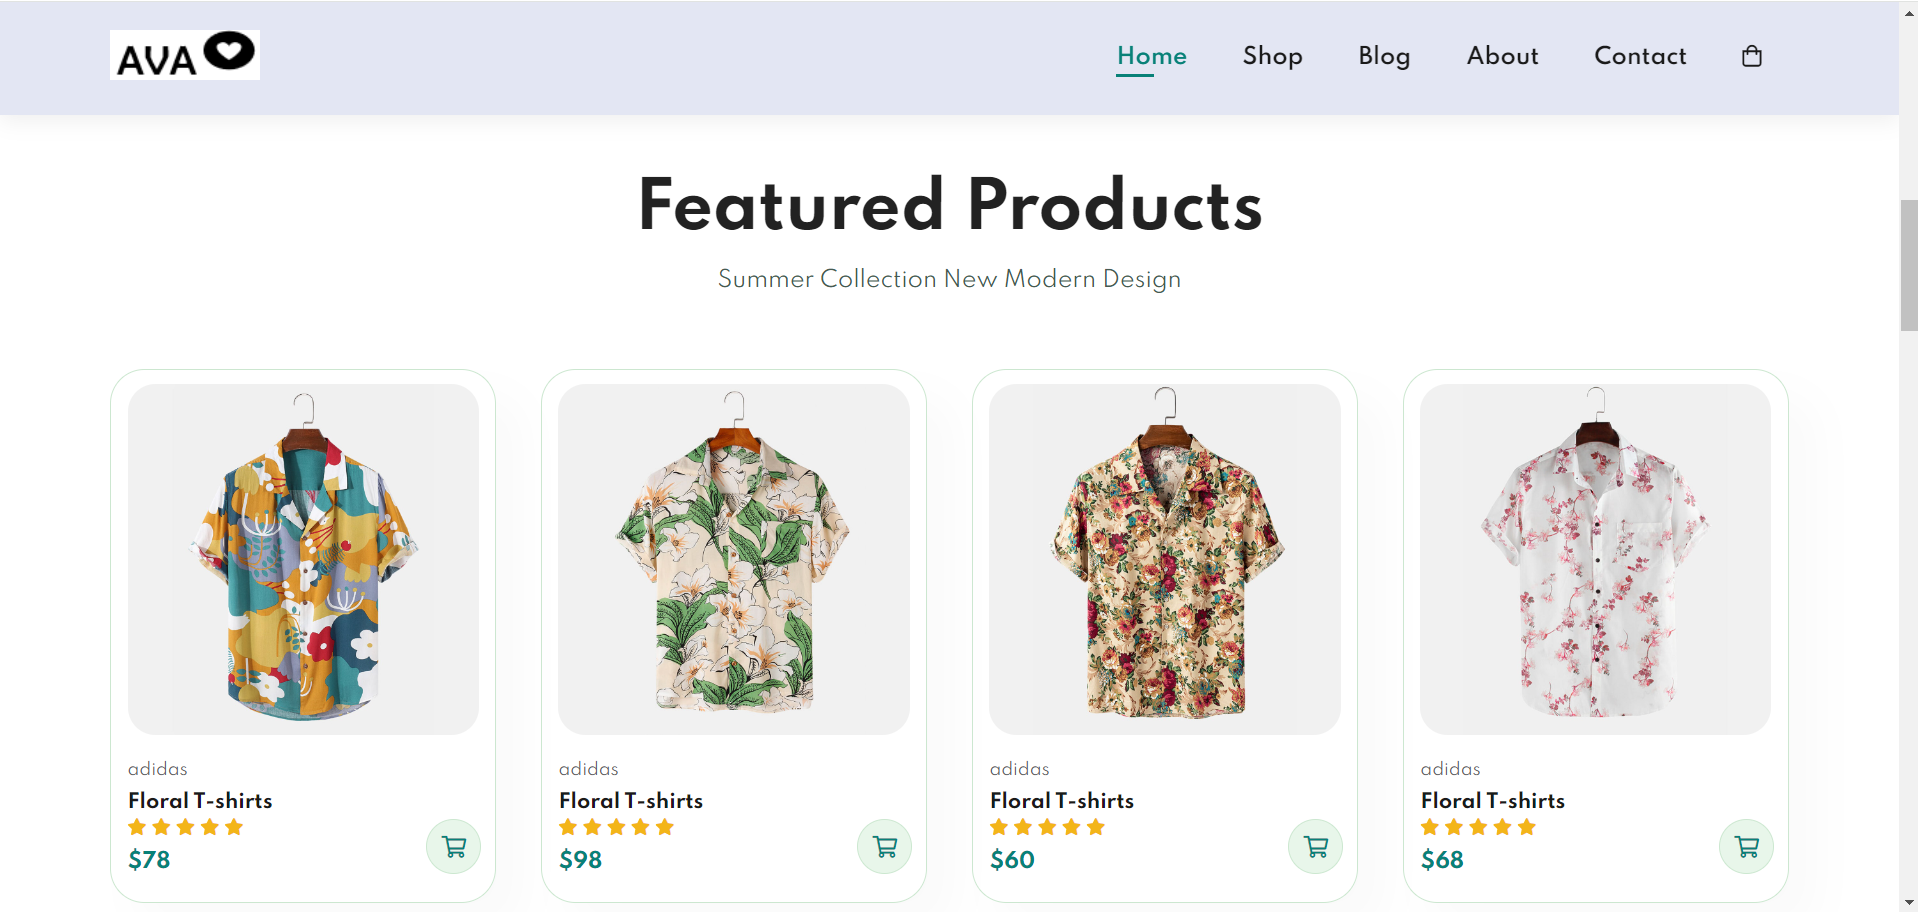 AVA
Home Shop Blog About Contact
Featured Products
Summer Collection New Modern Design
adidas
Floral T-shirts
$78
adidas
Floral T-shirts
$98
adidas
Floral T-shirts
$60
adidas
Floral T-shirts
$68